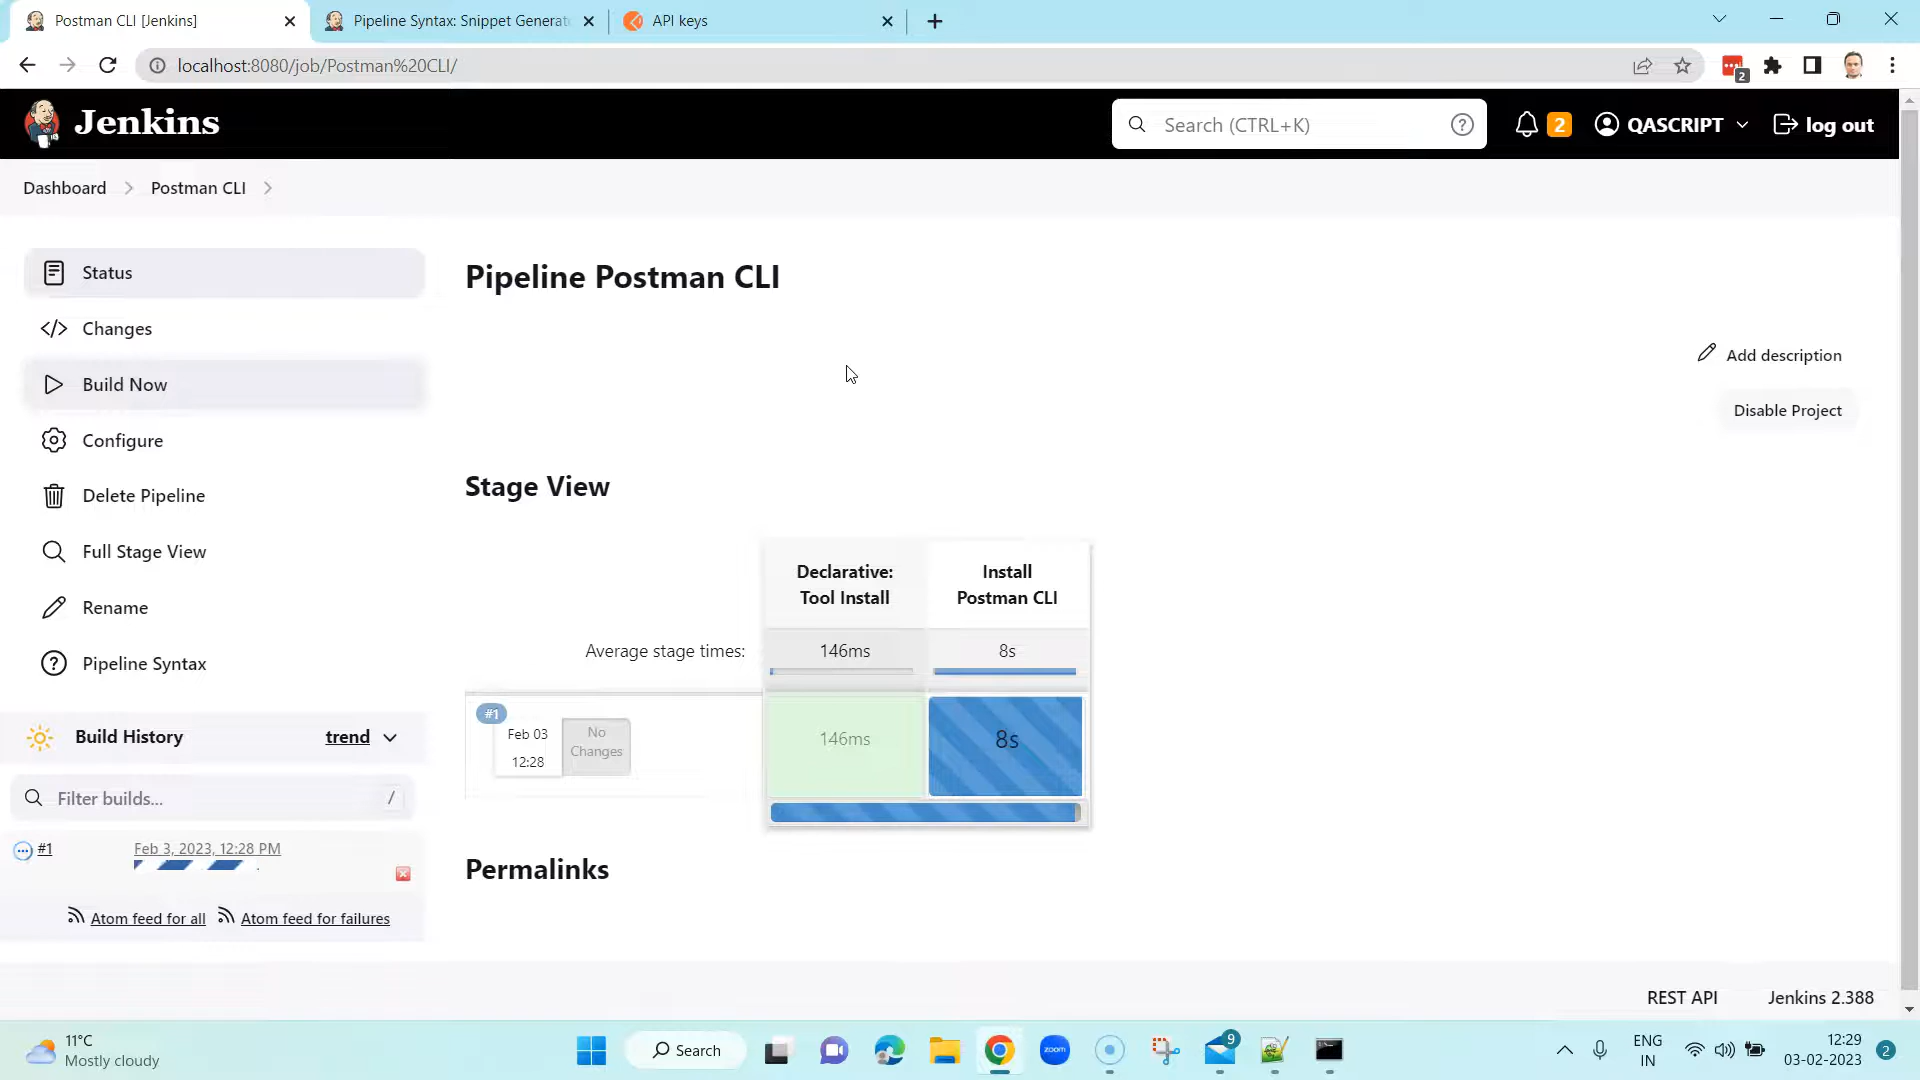 Postman CLI [Jenkins]
Pipeline Syntax: Snippet Generat
API keys
localhost:8080/job/Postman%20CLI/
2
Jenkins
Search (CTRL+K)
2
QASCRIPT
log out
Dashboard
Postman CLI
Status
Changes
Build Now
Configure
Delete Pipeline
Full Stage View
Rename
Pipeline Syntax
Build History
trend
Filter builds...
/
#1
Feb 3, 2023, 12:28 PM
Atom feed for all
Atom feed for failures
Pipeline Postman CLI
Add description
Disable Project
Stage View
Declarative:
Tool Install
Install
Postman CLI
Average stage times:
146ms
8s
#1
Feb 03
12:28
No
Changes
146ms
8s
Permalinks
REST API
Jenkins 2.388
11°C
Mostly cloudy
Search
zoom
9
ENG
IN
12:29
03-02-2023
2